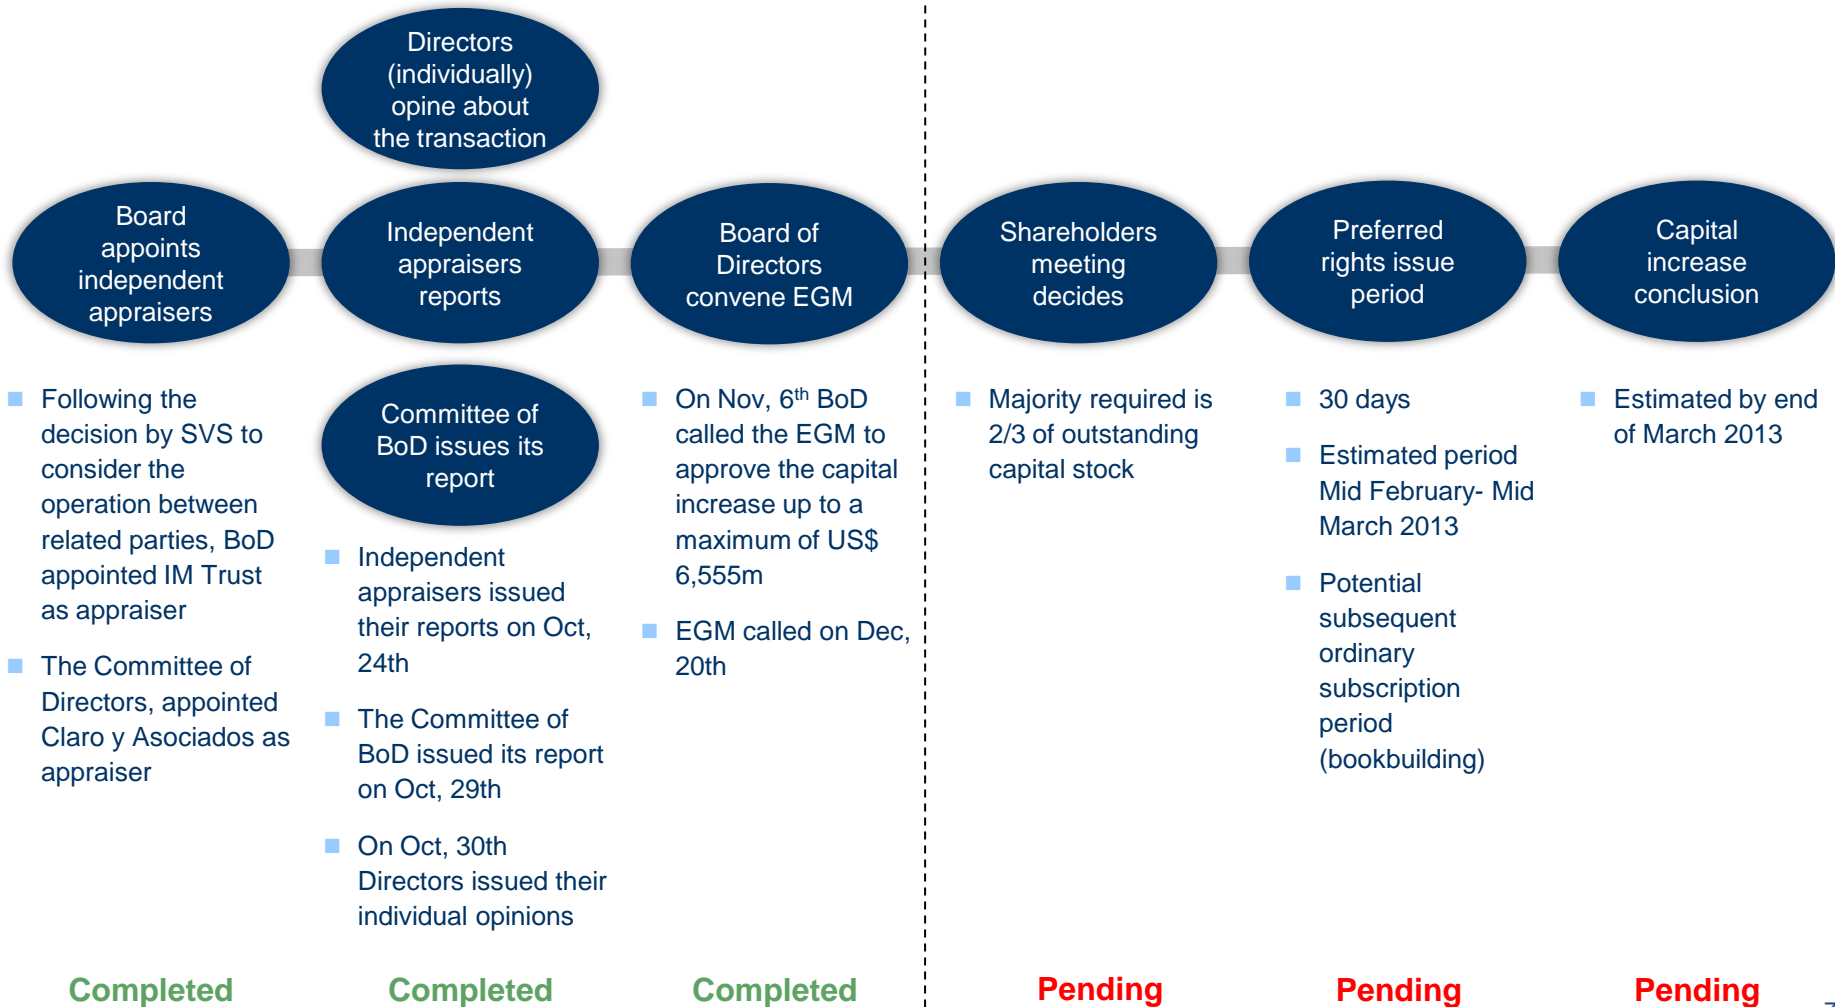 Directors
(individually)
opine about
the transaction
Board
appoints
independent
appraisers
Independent
appraisers
reports
Board of
Directors
convene EGM
Shareholders
meeting
decides
Preferred
rights issue
period
Capital
increase
conclusion
Committee of
BoD issues its
report
Following the
decision by SVS to
consider the
operation between
related parties, BoD
appointed IM Trust
as appraiser
The Committee of
Directors, appointed
Claro y Asociados as
appraiser
Independent
appraisers issued
their reports on Oct,
24th
The Committee of
BoD issued its report
on Oct, 29th
On Oct, 30th
Directors issued their
individual opinions
On Nov, 6th BoD
called the EGM to
approve the capital
increase up to a
maximum of US$
6,555m
EGM called on Dec,
20th
Majority required is
2/3 of outstanding
capital stock
30 days
Estimated period
Mid February- Mid
March 2013
Potential
subsequent
ordinary
subscription
period
(bookbuilding)
Estimated by end
of March 2013
Completed
Completed
Completed
Pending
Pending
Pending